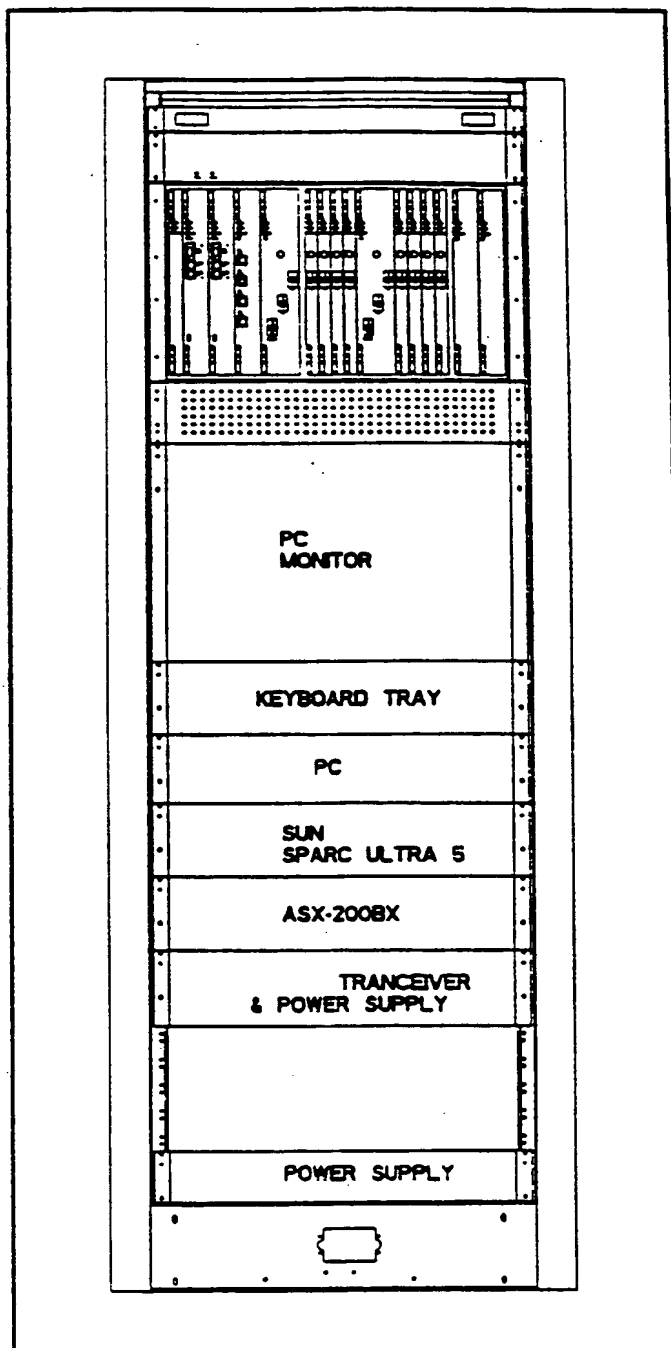 PC
MONITOR
KEYBOARD TRAY
PC
SUN
SPARC ULTRA 5
ASX-200BX
TRANCEIVER
& POWER SUPPLY
POWER SUPPLY